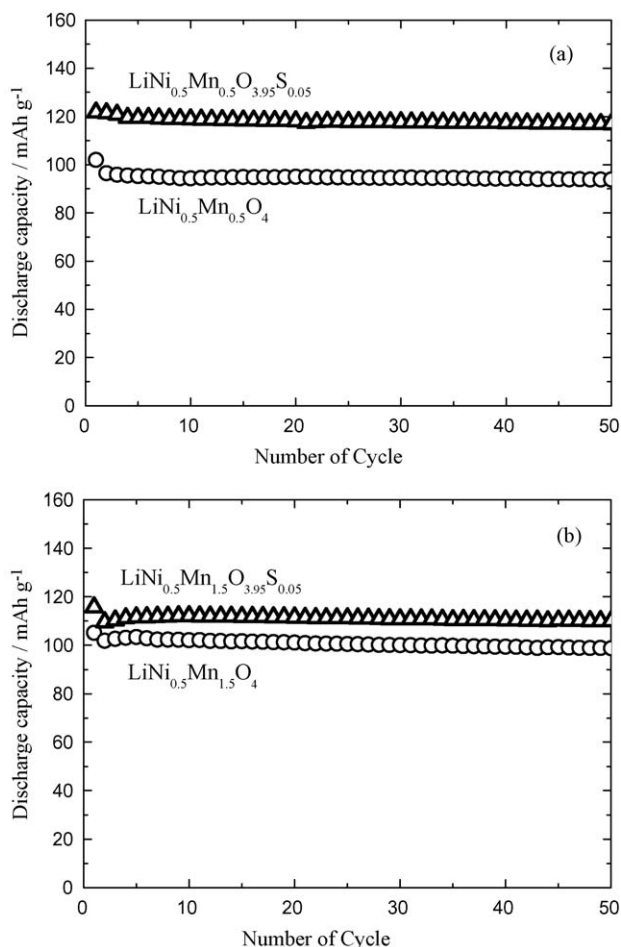 (a)
160
140
120
100
80
60
40
20
0
LiNi₀.₅Mn₀.₅O₃.₉₅S₀.₀₅
LiNi₀.₅Mn₀.₅O₄
Discharge capacity / mAh g⁻¹
0 10 20 30 40 50
Number of Cycle
(b)
160
140
120
100
80
60
40
20
0
LiNi₀.₅Mn₁.₅O₃.₉₅S₀.₀₅
LiNi₀.₅Mn₁.₅O₄
Discharge capacity / mAh g⁻¹
0 10 20 30 40 50
Number of Cycle